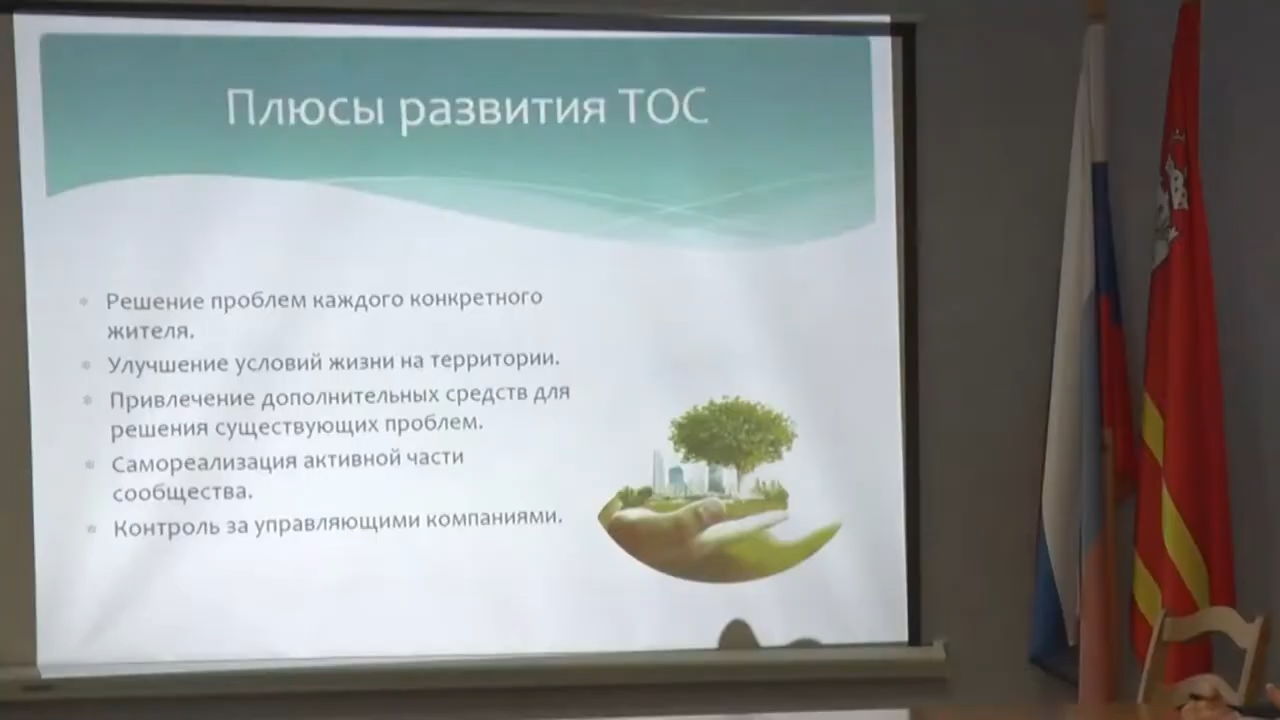 Плюсы развития ТОС
Решение проблем каждого конкретного
жителя.
Улучшение условий жизни на территории.
Привлечение дополнительных средств для
решения существующих проблем.
Самореализация активной части
сообщества.
Контроль за управляющими компаниями.